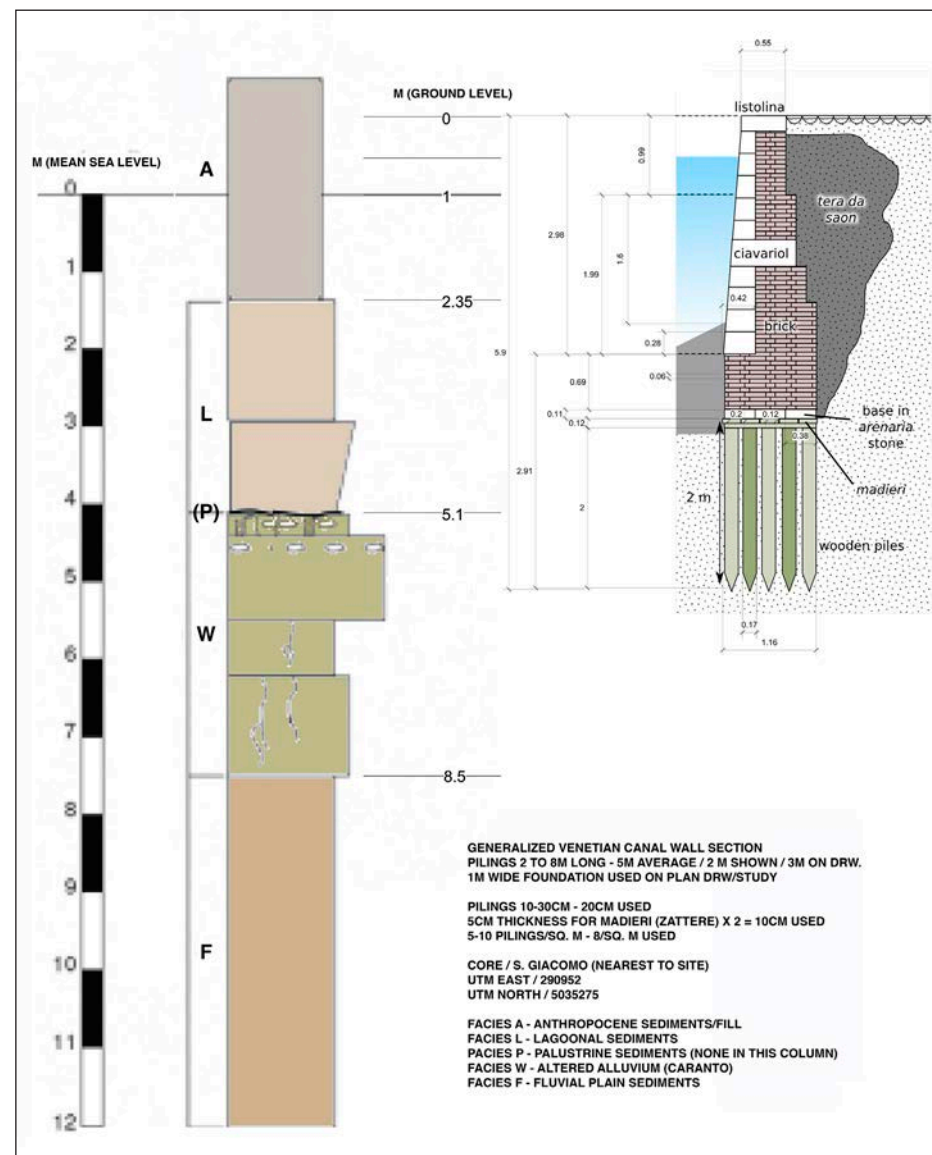 M (MEAN SEA LEVEL)
0
1
2
3
4
5
6
7
8
9
10
11
12
A
L
(P)
W
F
M (GROUND LEVEL)
0
1
2.35
5.1
8.5
0.55
listolina
0.99
2.98
1.99
1.6
tera da
saon
ciavariol
0.42
brick
0.28
5.9
0.06
0.69
0.11
0.12
0.2
0.12
base in
arenaria
stone
0.38
madieri
2.91
2
2 m
wooden piles
0.17
1.16
GENERALIZED VENETIAN CANAL WALL SECTION
PILINGS 2 TO 8M LONG - 5M AVERAGE / 2 M SHOWN / 3M ON DRW.
1M WIDE FOUNDATION USED ON PLAN DRW/STUDY
PILINGS 10-30CM - 20CM USED
5CM THICKNESS FOR MADIERI (ZATTERE) X 2 = 10CM USED
5-10 PILINGS/SQ. M - 8/SQ. M USED
CORE / S. GIACOMO (NEAREST TO SITE)
UTM EAST / 290952
UTM NORTH / 5035275
FACIES A - ANTHROPOCENE SEDIMENTS/FILL
FACIES L - LAGOONAL SEDIMENTS
PACIES P - PALUSTRINE SEDIMENTS (NONE IN THIS COLUMN)
FACIES W - ALTERED ALLUVIUM (CARANTO)
FACIES F - FLUVIAL PLAIN SEDIMENTS